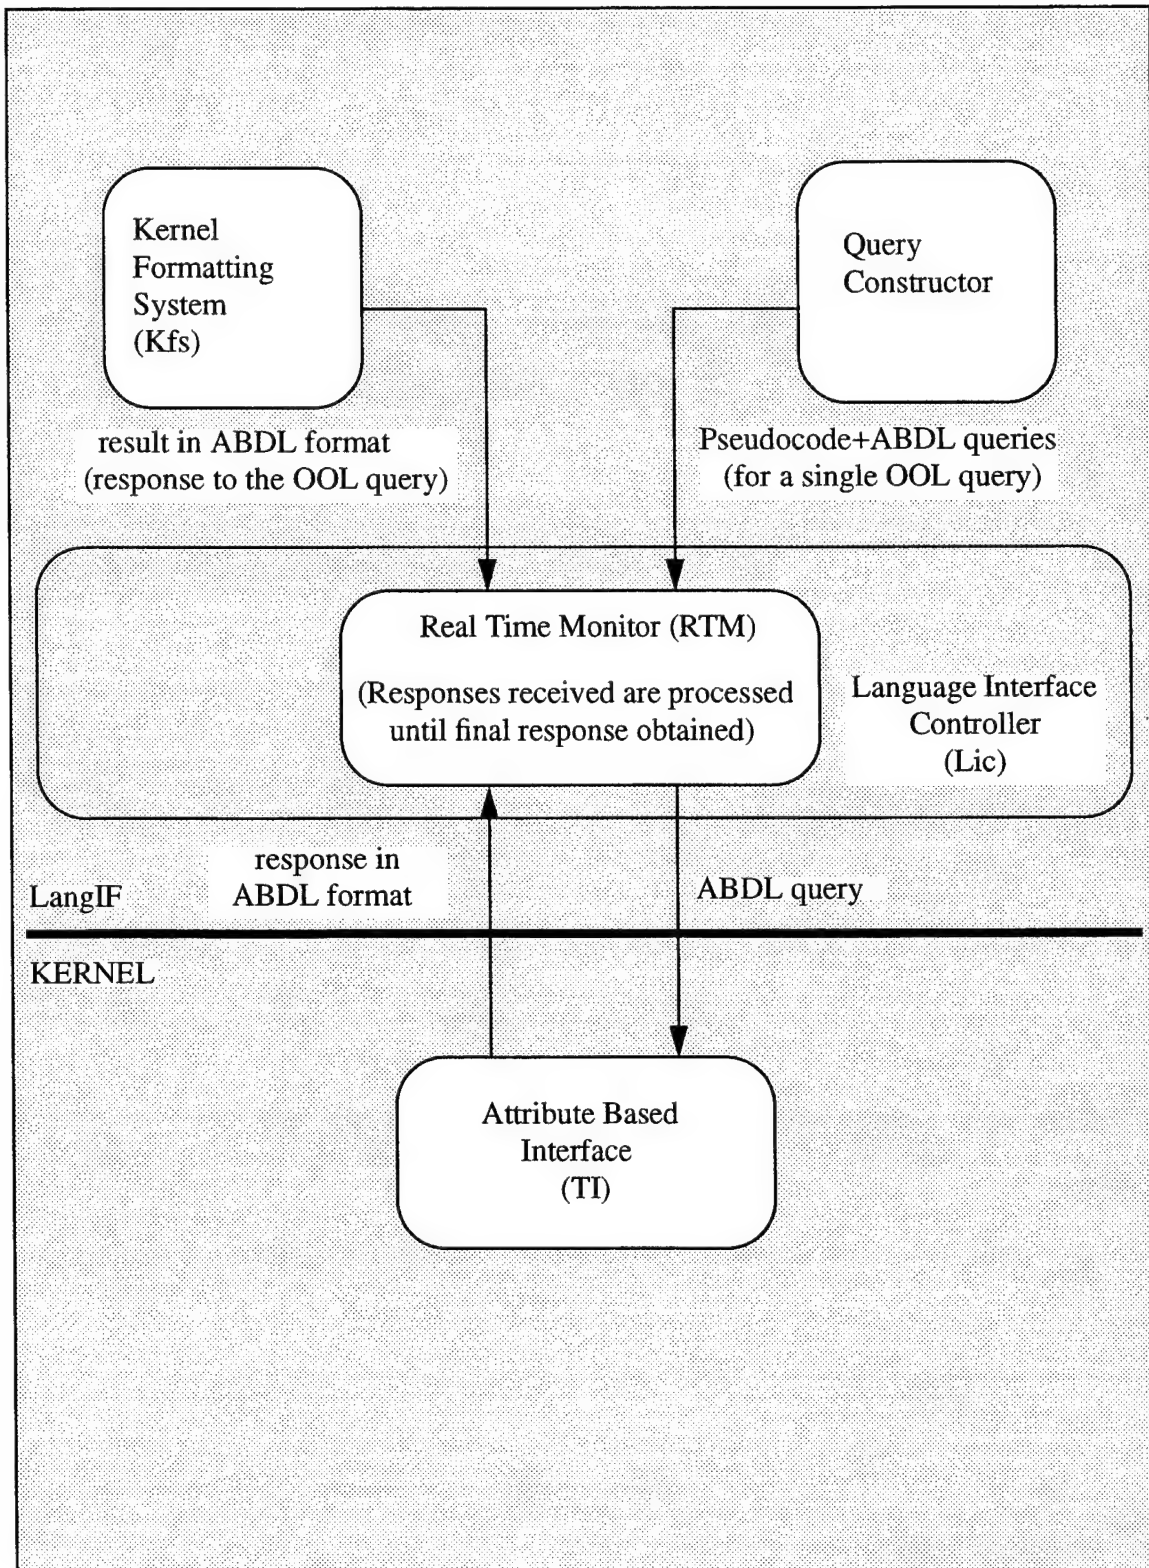 Kernel
Formatting
System
(Kfs)
Query
Constructor
result in ABDL format
(response to the OOL query)
Pseudocode+ABDL queries
(for a single OOL query)
Real Time Monitor (RTM)
(Responses received are processed
until final response obtained)
Language Interface
Controller
(Lic)
response in
ABDL format
ABDL query
LangIF
KERNEL
Attribute Based
Interface
(TI)